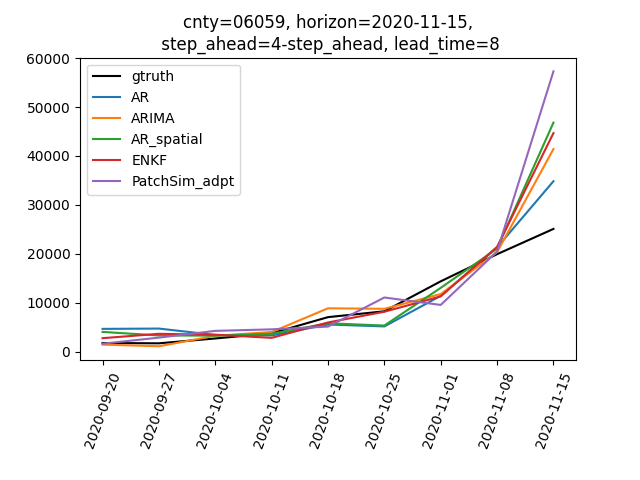 cnty=06059, horizon=2020-11-15,
step_ahead=4-step_ahead, lead_time=8
60000
50000
40000
30000
20000
10000
0
gtruth
AR
ARIMA
AR_spatial
ENKF
PatchSim_adpt
2020-09-20
2020-09-27
2020-10-04
2020-10-11
2020-10-18
2020-10-25
2020-11-01
2020-11-08
2020-11-15